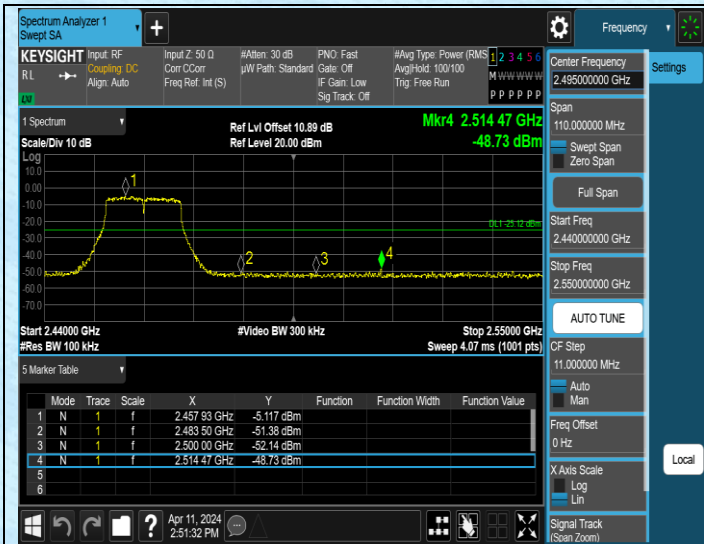 Spectrum Analyzer 1
Swept SA
+
Frequency
KEYSIGHT
RL
LXI
Input: RF
Coupling: DC
Align: Auto
Input Z: 50 Ω
Corr CCorr
Freq Ref: Int (S)
#Atten: 30 dB
µW Path: Standard
PNO: Fast
Gate: Off
IF Gain: Low
Sig Track: Off
#Avg Type: Power (RMS
Avg|Hold: 100/100
Trig: Free Run
1 2 3 4 5 6
M W W W W W
P P P P P P
1 Spectrum
Scale/Div 10 dB
Ref Lvl Offset 10.89 dB
Ref Level 20.00 dBm
Mkr4 2.514 47 GHz
-48.73 dBm
Log
10.0
0.00
-10.0
-20.0
-30.0
-40.0
-50.0
-60.0
-70.0
1
2
3
4
DL1 -25.12 dBm
Start 2.44000 GHz
#Res BW 100 kHz
#Video BW 300 kHz
Stop 2.55000 GHz
Sweep 4.07 ms (1001 pts)
5 Marker Table
Mode Trace Scale X Y Function Function Width Function Value
1 N 1 f 2.457 93 GHz -5.117 dBm
2 N 1 f 2.483 50 GHz -51.38 dBm
3 N 1 f 2.500 00 GHz -52.14 dBm
4 N 1 f 2.514 47 GHz -48.73 dBm
5
6
Apr 11, 2024
2:51:32 PM
?
Center Frequency
2.495000000 GHz
Span
110.000000 MHz
Swept Span
Zero Span
Full Span
Start Freq
2.440000000 GHz
Stop Freq
2.550000000 GHz
AUTO TUNE
CF Step
11.000000 MHz
Auto
Man
Freq Offset
0 Hz
X Axis Scale
Log
Lin
Signal Track
(Span Zoom)
Settings
Local